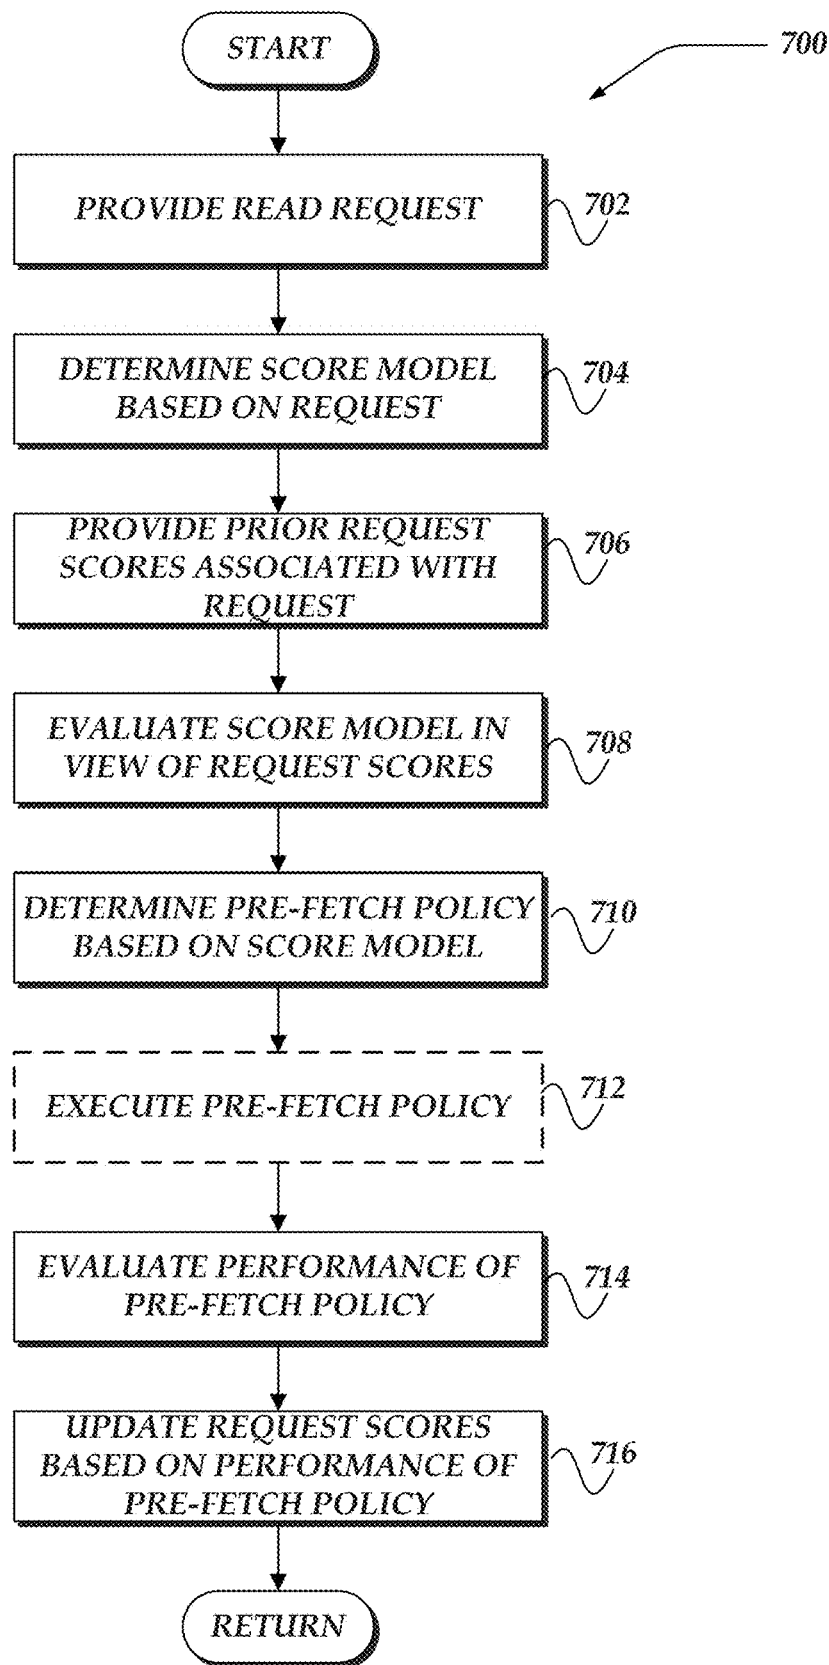 START
700
PROVIDE READ REQUEST
702
DETERMINE SCORE MODEL
BASED ON REQUEST
704
PROVIDE PRIOR REQUEST
SCORES ASSOCIATED WITH
REQUEST
706
EVALUATE SCORE MODEL IN
VIEW OF REQUEST SCORES
708
DETERMINE PRE-FETCH POLICY
BASED ON SCORE MODEL
710
EXECUTE PRE-FETCH POLICY
712
EVALUATE PERFORMANCE OF
PRE-FETCH POLICY
714
UPDATE REQUEST SCORES
BASED ON PERFORMANCE OF
PRE-FETCH POLICY
716
RETURN